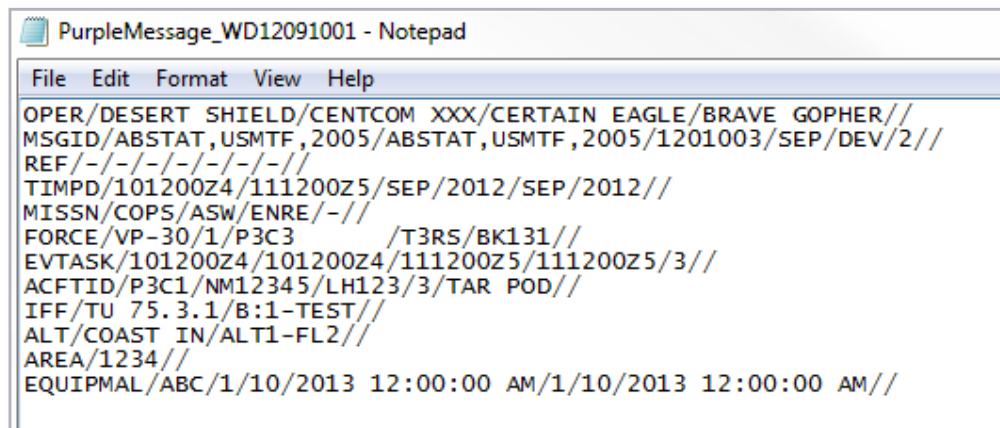 PurpleMessage_WD12091001 - Notepad
File Edit Format View Help
OPER/DESERT SHIELD/CENTCOM XXX/CERTAIN EAGLE/BRAVE GOPHER//
MSGID/ABSTAT,USMTF,2005/ABSTAT,USMTF,2005/1201003/SEP/DEV/2//
REF/-/-/-/-/-/-/-//
TIMPD/101200Z4/111200Z5/SEP/2012/SEP/2012//
MISSN/COPS/ASW/ENRE/-//
FORCE/VP-30/1/P3C3      /T3RS/BK131//
EVTASK/101200Z4/101200Z4/111200Z5/111200Z5/3//
ACFTID/P3C1/NM12345/LH123/3/TAR POD//
IFF/TU 75.3.1/B:1-TEST//
ALT/COAST IN/ALT1-FL2//
AREA/1234//
EQUIPMAL/ABC/1/10/2013 12:00:00 AM/1/10/2013 12:00:00 AM//